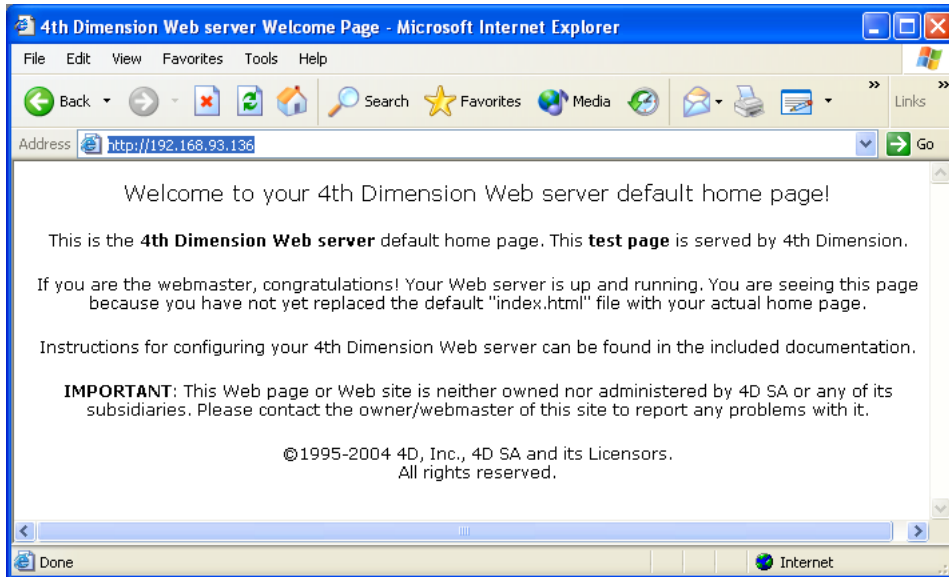 4th Dimension Web server Welcome Page - Microsoft Internet Explorer
File Edit View Favorites Tools Help
Back Search Favorites Media » Links »
Address http://192.168.93.136 Go
Welcome to your 4th Dimension Web server default home page!
This is the 4th Dimension Web server default home page. This test page is served by 4th Dimension.
If you are the webmaster, congratulations! Your Web server is up and running. You are seeing this page
because you have not yet replaced the default "index.html" file with your actual home page.
Instructions for configuring your 4th Dimension Web server can be found in the included documentation.
IMPORTANT: This Web page or Web site is neither owned nor administered by 4D SA or any of its
subsidiaries. Please contact the owner/webmaster of this site to report any problems with it.
©1995-2004 4D, Inc., 4D SA and its Licensors.
All rights reserved.
Done Internet